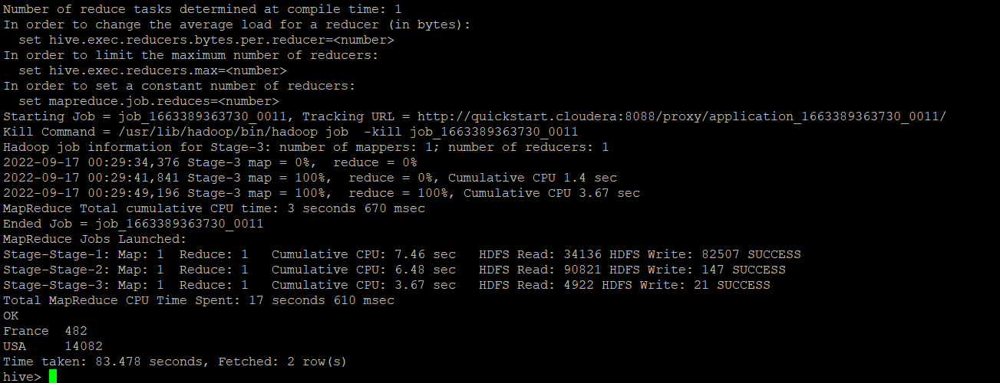 Number of reduce tasks determined at compile time: 1
In order to change the average load for a reducer (in bytes):
  set hive.exec.reducers.bytes.per.reducer=<number>
In order to limit the maximum number of reducers:
  set hive.exec.reducers.max=<number>
In order to set a constant number of reducers:
  set mapreduce.job.reduces=<number>
Starting Job = job_1663389363730_0011, Tracking URL = http://quickstart.cloudera:8088/proxy/application_1663389363730_0011/
Kill Command = /usr/lib/hadoop/bin/hadoop job  -kill job_1663389363730_0011
Hadoop job information for Stage-3: number of mappers: 1; number of reducers: 1
2022-09-17 00:29:34,376 Stage-3 map = 0%,  reduce = 0%
2022-09-17 00:29:41,841 Stage-3 map = 100%,  reduce = 0%, Cumulative CPU 1.4 sec
2022-09-17 00:29:49,196 Stage-3 map = 100%,  reduce = 100%, Cumulative CPU 3.67 sec
MapReduce Total cumulative CPU time: 3 seconds 670 msec
Ended Job = job_1663389363730_0011
MapReduce Jobs Launched:
Stage-Stage-1: Map: 1  Reduce: 1   Cumulative CPU: 7.46 sec   HDFS Read: 34136 HDFS Write: 82507 SUCCESS
Stage-Stage-2: Map: 1  Reduce: 1   Cumulative CPU: 6.48 sec   HDFS Read: 90821 HDFS Write: 147 SUCCESS
Stage-Stage-3: Map: 1  Reduce: 1   Cumulative CPU: 3.67 sec   HDFS Read: 4922 HDFS Write: 21 SUCCESS
Total MapReduce CPU Time Spent: 17 seconds 610 msec
OK
France  482
USA     14082
Time taken: 83.478 seconds, Fetched: 2 row(s)
hive>